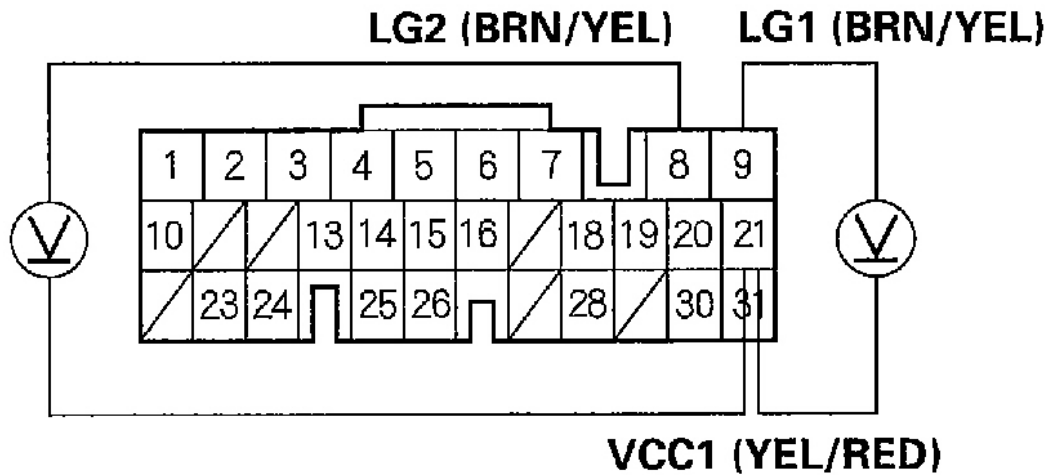 LG2 (BRN/YEL) LG1 (BRN/YEL)
1 2 3 4 5 6 7 8 9
V 10 13 14 15 16 18 19 20 21 V
23 24 25 26 28 30 31
VCC1 (YEL/RED)